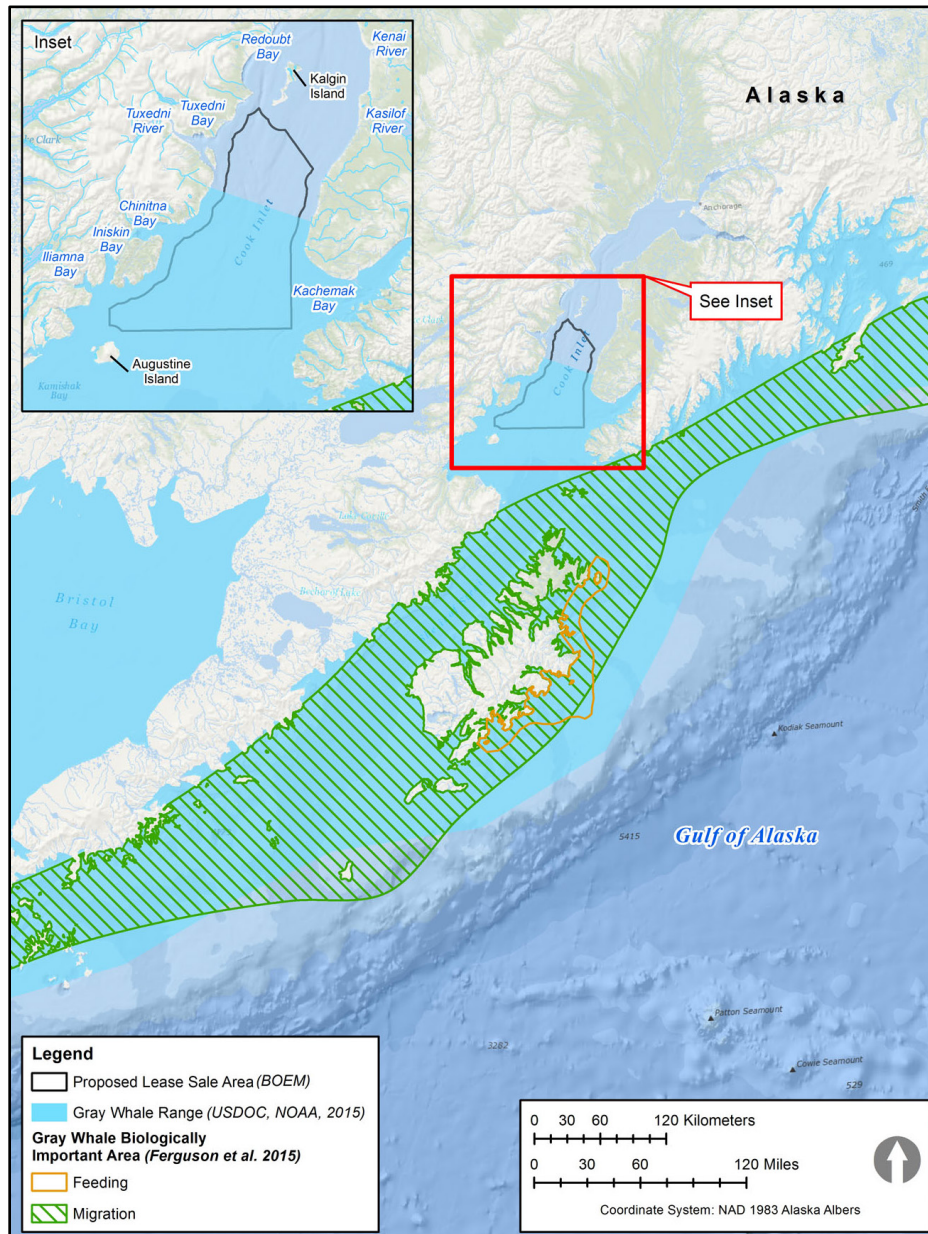 Inset
Redoubt
Bay
Kenai
River
Kalgin
Island
Tuxedni
River
Tuxedni
Bay
Kasilof
River
Chinitna
Bay
Iniskin
Bay
Iliamna
Bay
Cook Inlet
Kachemak
Bay
Augustine
Island
Kamishak
Bay
Alaska
Anchorage
469
See Inset
Cook Inlet
Bristol
Bay
Kodiak Seamount
5415
Gulf of Alaska
Patton Seamount
3282
Cowie Seamount
529
Legend
Proposed Lease Sale Area (BOEM)
Gray Whale Range (USDOC, NOAA, 2015)
Gray Whale Biologically
Important Area (Ferguson et al. 2015)
Feeding
Migration
0 30 60 120 Kilometers
0 30 60 120 Miles
Coordinate System: NAD 1983 Alaska Albers